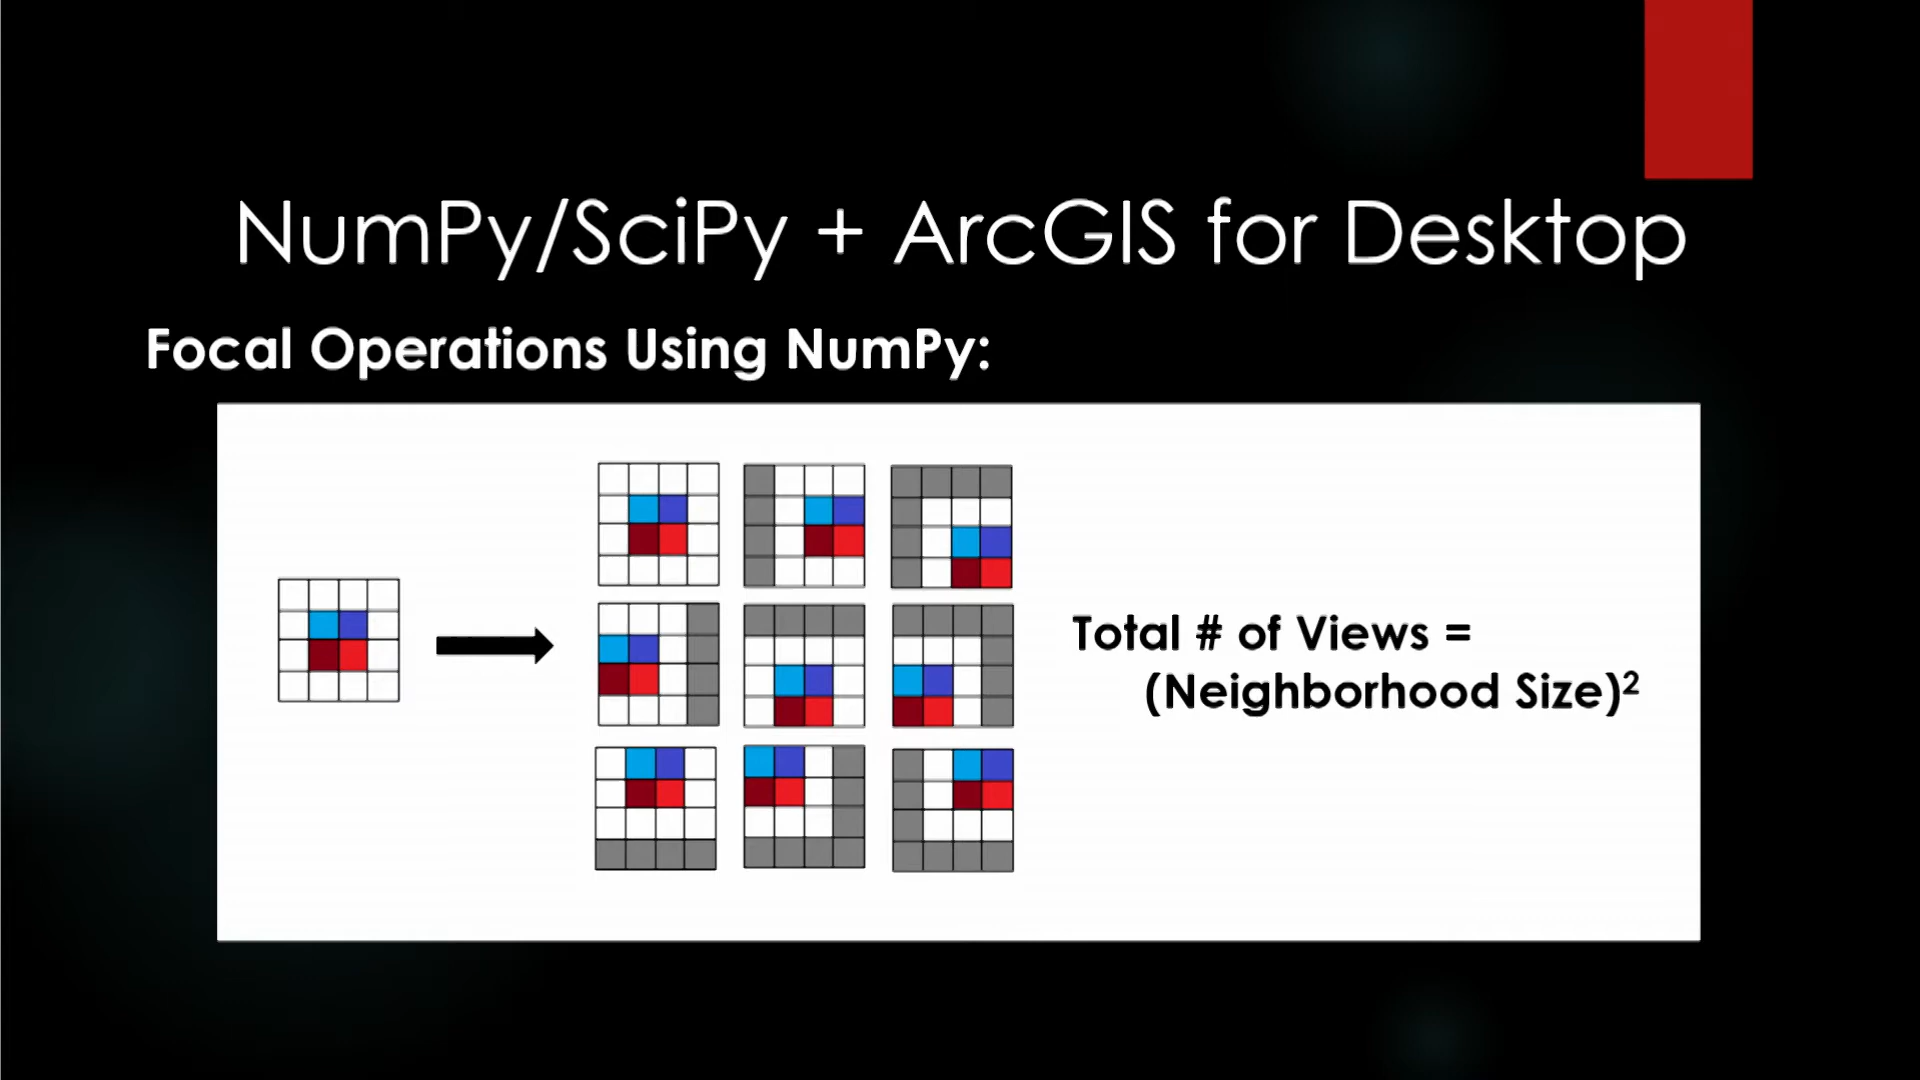 NumPy/SciPy + ArcGIS for Desktop
Focal Operations Using NumPy:
Total # of Views =
(Neighborhood Size)²